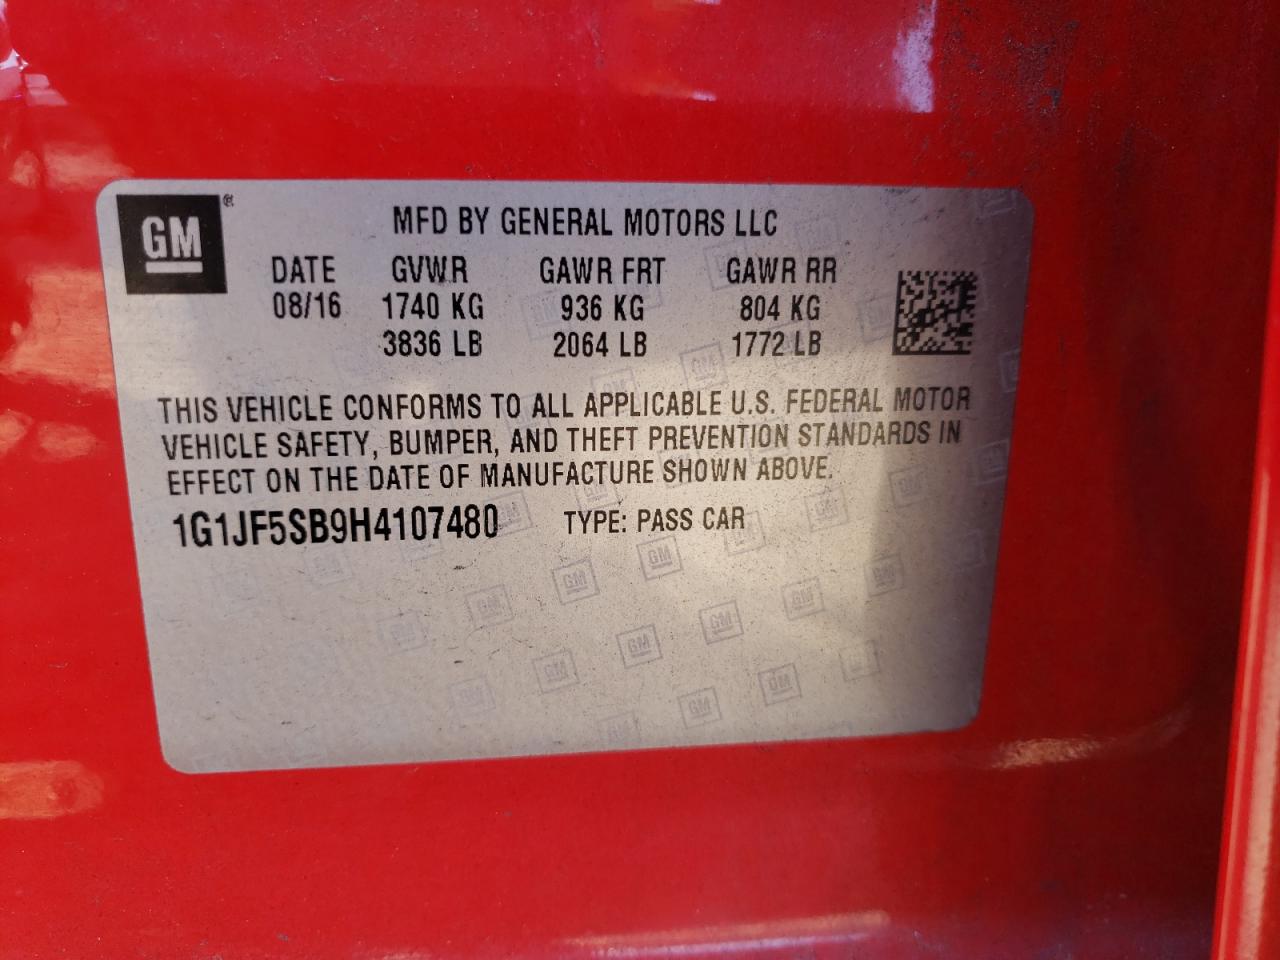 GM ®
MFD BY GENERAL MOTORS LLC
DATE GVWR GAWR FRT GAWR RR
08/16 1740 KG 936 KG 804 KG
3836 LB 2064 LB 1772 LB
THIS VEHICLE CONFORMS TO ALL APPLICABLE U.S. FEDERAL MOTOR
VEHICLE SAFETY, BUMPER, AND THEFT PREVENTION STANDARDS IN
EFFECT ON THE DATE OF MANUFACTURE SHOWN ABOVE.
1G1JF5SB9H4107480 TYPE: PASS CAR